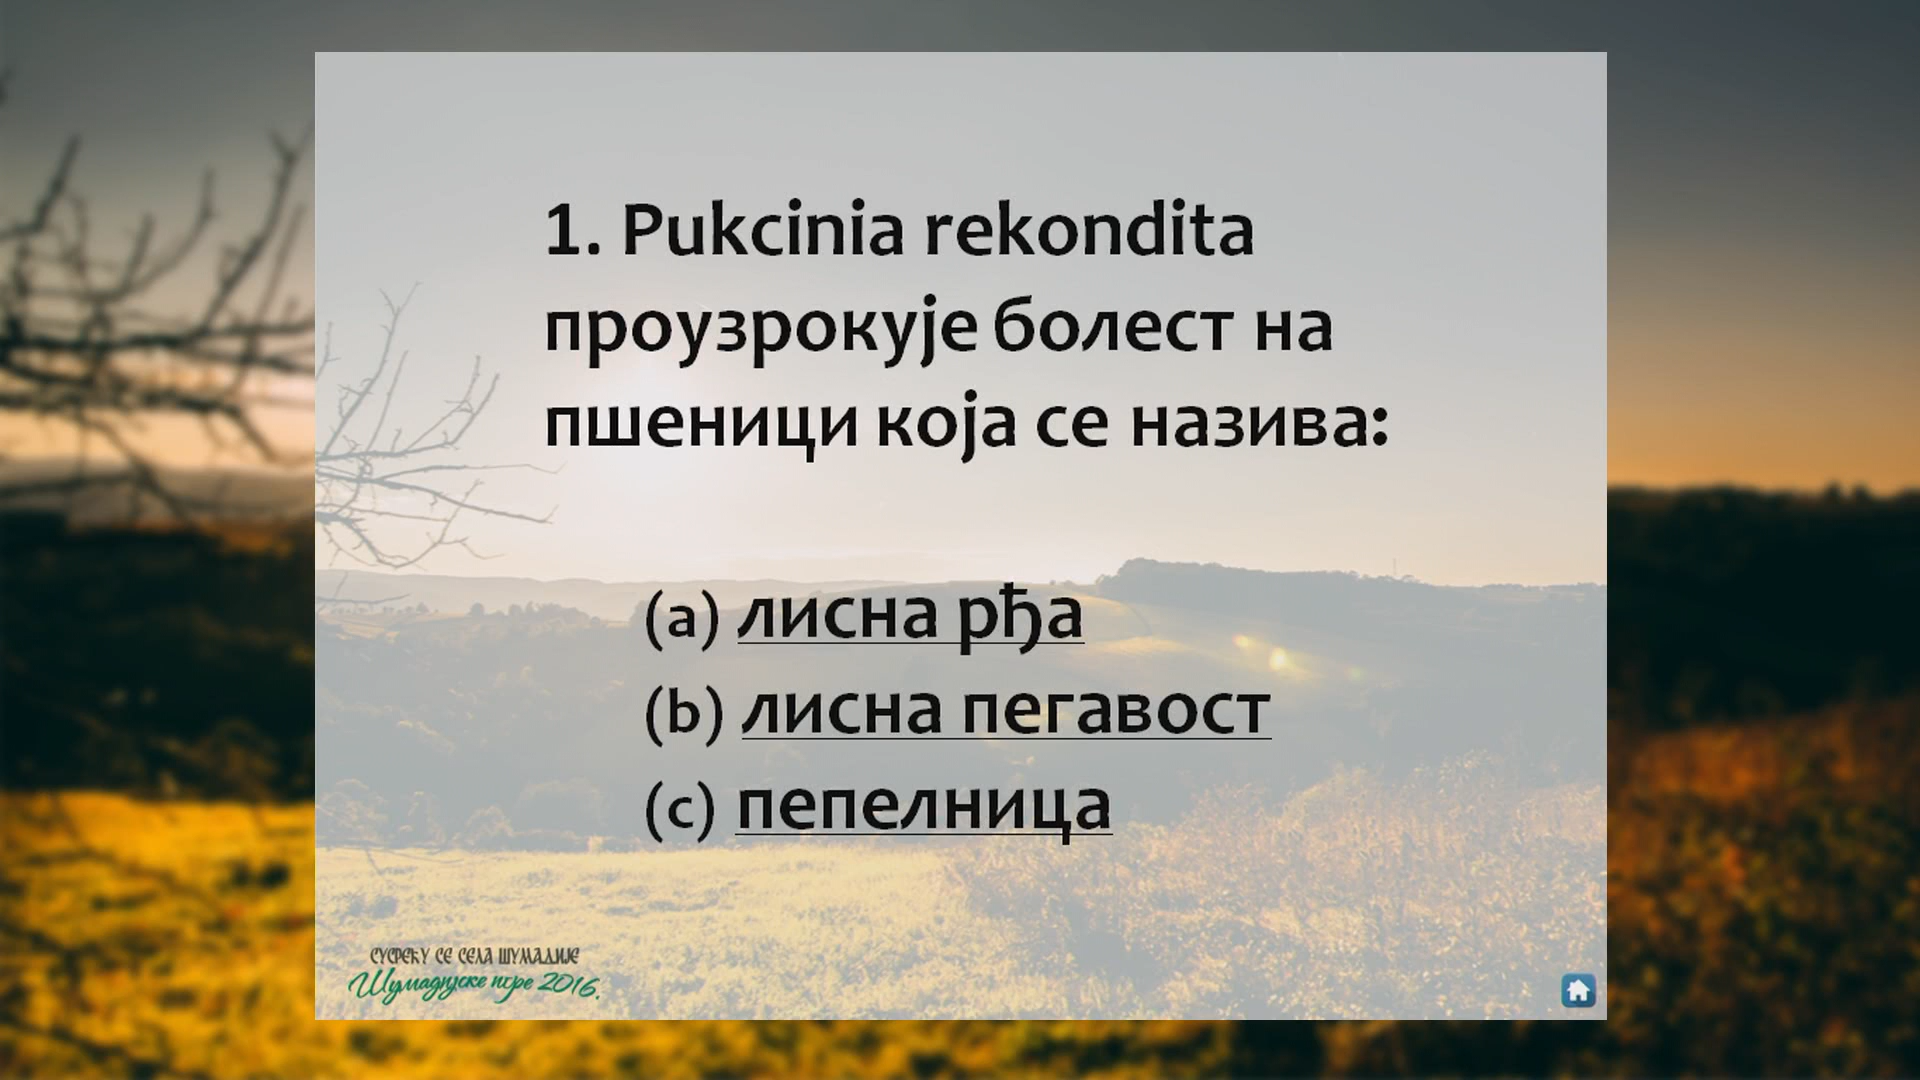 1. Pukcinia rekondita
проузрокује болест на
пшеници која се назива:
(a) лисна рђа
(b) лисна пегавост
(c) пепелница
СУСРЕЋУ СЕ СЕЛА ШУМАДИЈЕ
Шумадијске игре 2016.